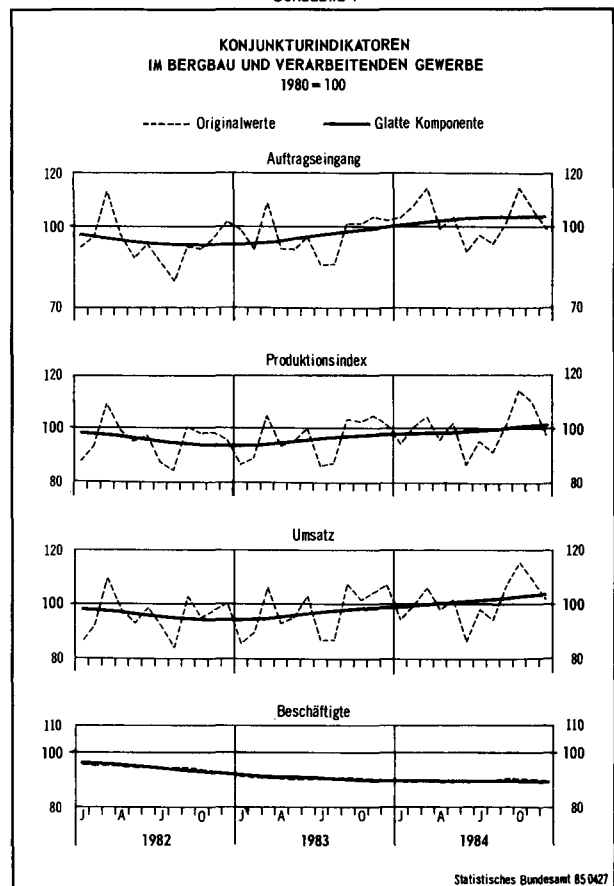 KONJUNKTURINDIKATOREN
IM BERGBAU UND VERARBEITENDEN GEWERBE
1980 = 100
Originalwerte Glatte Komponente
Auftragseingang
120 120
100 100
70 70
Produktionsindex
120 120
100 100
80 80
Umsatz
120 120
100 100
80 80
Beschäftigte
110 110
100 100
80 80
J A J O J A J O J A J O
1982 1983 1984
Statistisches Bundesamt 85 0427